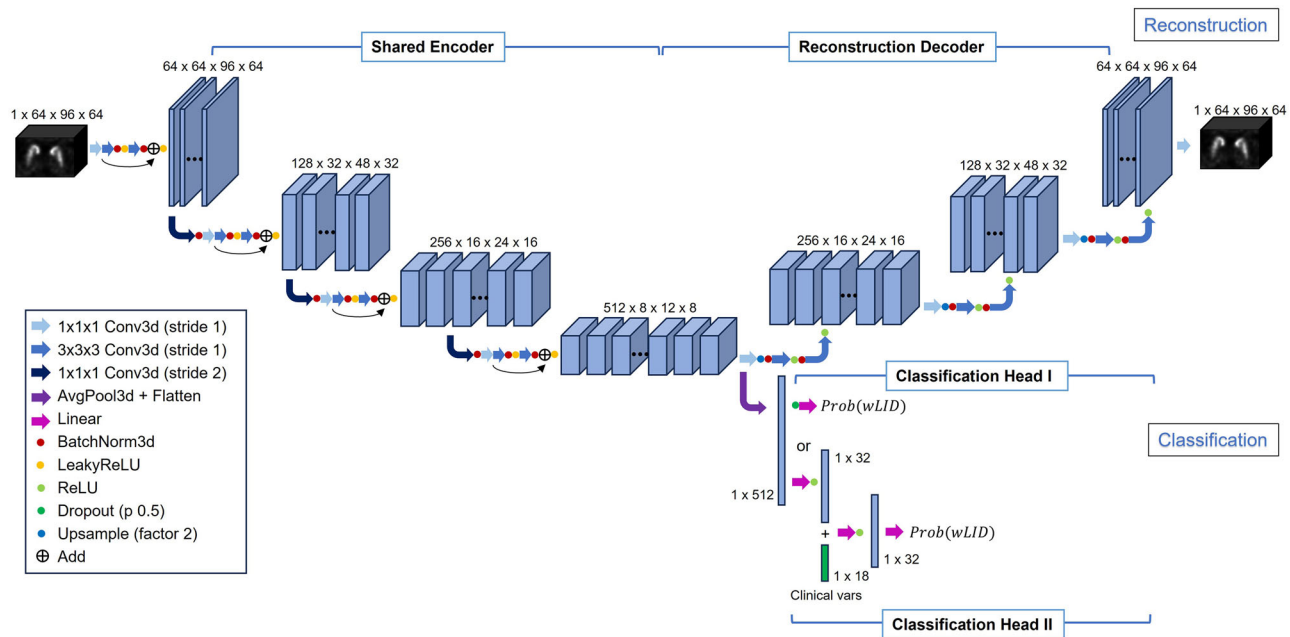 Reconstruction
Shared Encoder
Reconstruction Decoder
64 x 64 x 96 x 64
64 x 64 x 96 x 64
1 x 64 x 96 x 64
1 x 64 x 96 x 64
...
...
128 x 32 x 48 x 32
128 x 32 x 48 x 32
...
...
256 x 16 x 24 x 16
256 x 16 x 24 x 16
...
...
512 x 8 x 12 x 8
...
1x1x1 Conv3d (stride 1)
3x3x3 Conv3d (stride 1)
1x1x1 Conv3d (stride 2)
AvgPool3d + Flatten
Linear
BatchNorm3d
LeakyReLU
ReLU
Dropout (p 0.5)
Upsample (factor 2)
Add
Classification Head I
Prob(wLID)
Classification
or
1 x 32
1 x 512
+
Prob(wLID)
1 x 32
1 x 18
Clinical vars
Classification Head II